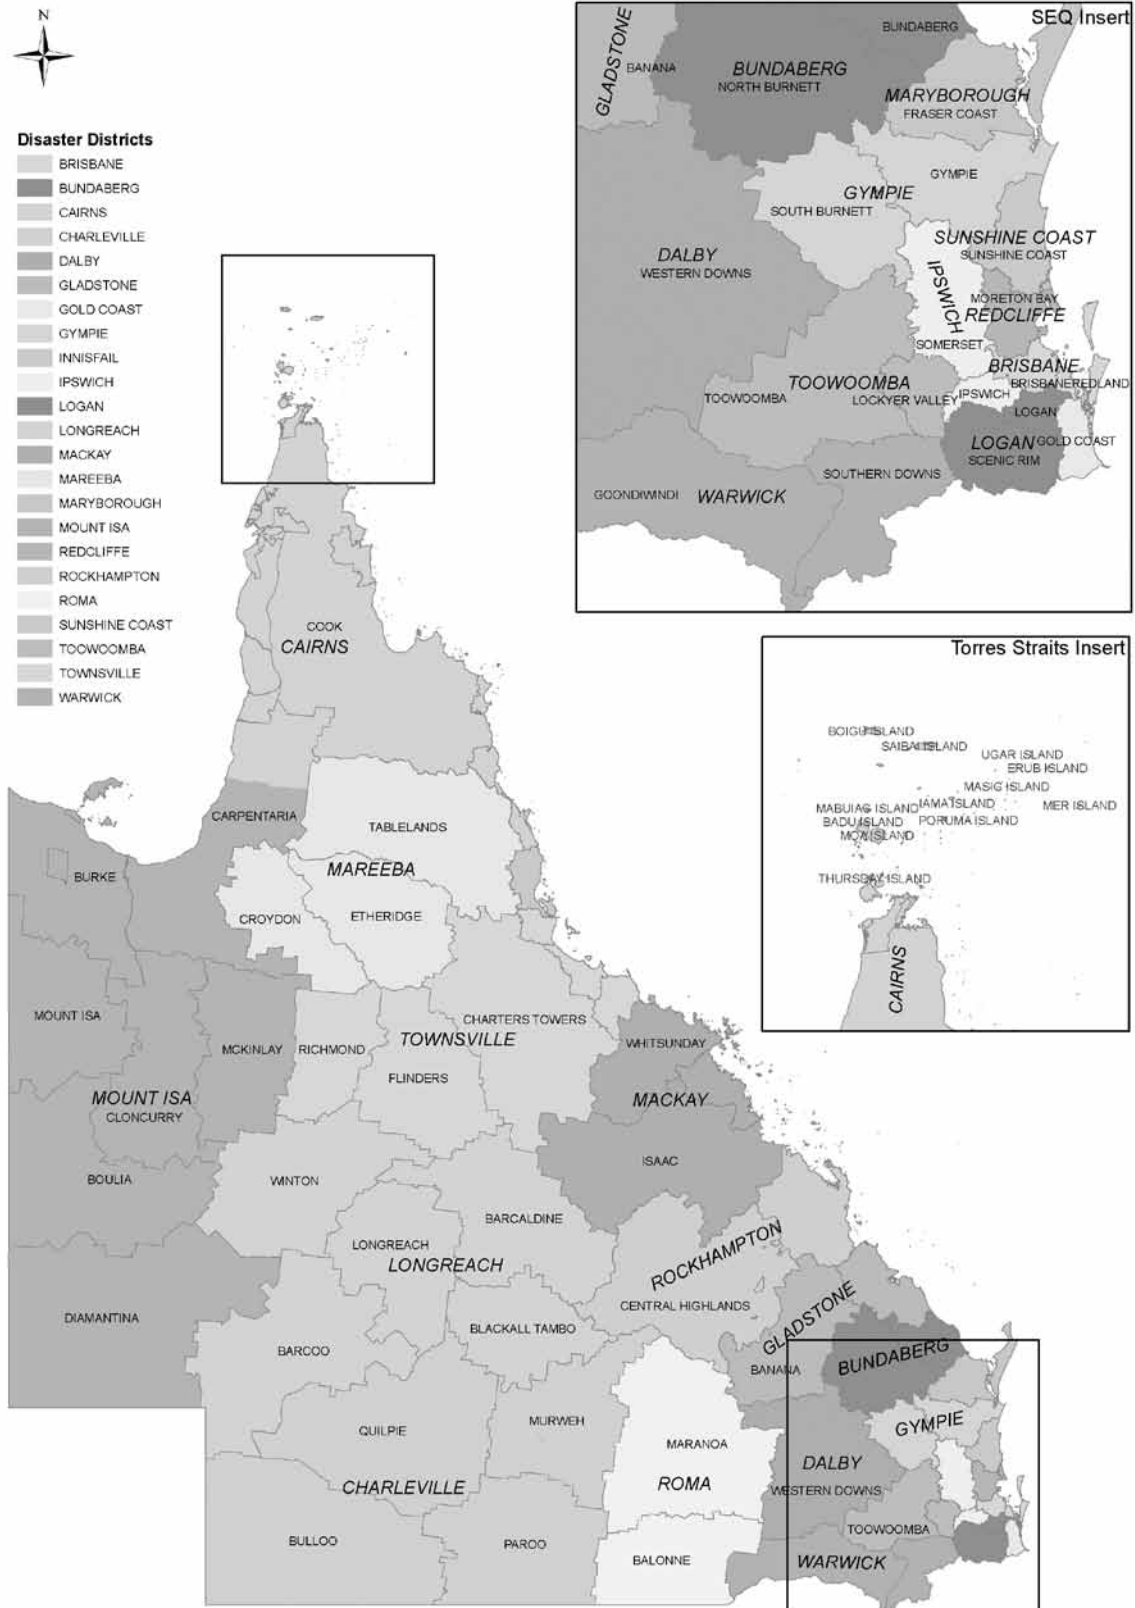 N
Disaster Districts
BRISBANE
BUNDABERG
CAIRNS
CHARLEVILLE
DALBY
GLADSTONE
GOLD COAST
GYMPIE
INNISFAIL
IPSWICH
LOGAN
LONGREACH
MACKAY
MAREEBA
MARYBOROUGH
MOUNT ISA
REDCLIFFE
ROCKHAMPTON
ROMA
SUNSHINE COAST
TOOWOOMBA
TOWNSVILLE
WARWICK
SEQ Insert
BUNDABERG
GLADSTONE
BANANA
BUNDABERG
NORTH BURNETT
MARYBOROUGH
FRASER COAST
GYMPIE
GYMPIE
SOUTH BURNETT
SUNSHINE COAST
SUNSHINE COAST
DALBY
WESTERN DOWNS
IPSWICH
MORETON BAY
REDCLIFFE
SOMERSET
BRISBANE
BRISBANE
REDLAND
TOOWOOMBA
TOOWOOMBA
LOCKYER VALLEY
IPSWICH
LOGAN
LOGAN
GOLD COAST
SCENIC RIM
SOUTHERN DOWNS
GOONDIWINDI
WARWICK
Torres Straits Insert
BOIGU ISLAND
SAIBAI ISLAND
UGAR ISLAND
ERUB ISLAND
MASIG ISLAND
MABUIAG ISLAND
IAMA ISLAND
MER ISLAND
BADU ISLAND
PORUMA ISLAND
MOA ISLAND
THURSDAY ISLAND
CAIRNS
COOK
CAIRNS
CARPENTARIA
TABLELANDS
MAREEBA
BURKE
CROYDON
ETHERIDGE
MOUNT ISA
CHARTERS TOWERS
TOWNSVILLE
MCKINLAY
RICHMOND
WHITSUNDAY
FLINDERS
MOUNT ISA
CLONCURRY
MACKAY
ISAAC
BOULIA
WINTON
BARCALDINE
LONGREACH
LONGREACH
ROCKHAMPTON
CENTRAL HIGHLANDS
DIAMANTINA
GLADSTONE
BLACKALL TAMBO
BARCOO
BANANA
BUNDABERG
QUILPIE
MURWEH
GYMPIE
MARANOA
DALBY
ROMA
CHARLEVILLE
WESTERN DOWNS
TOOWOOMBA
BULLOO
PAROO
BALONNE
WARWICK